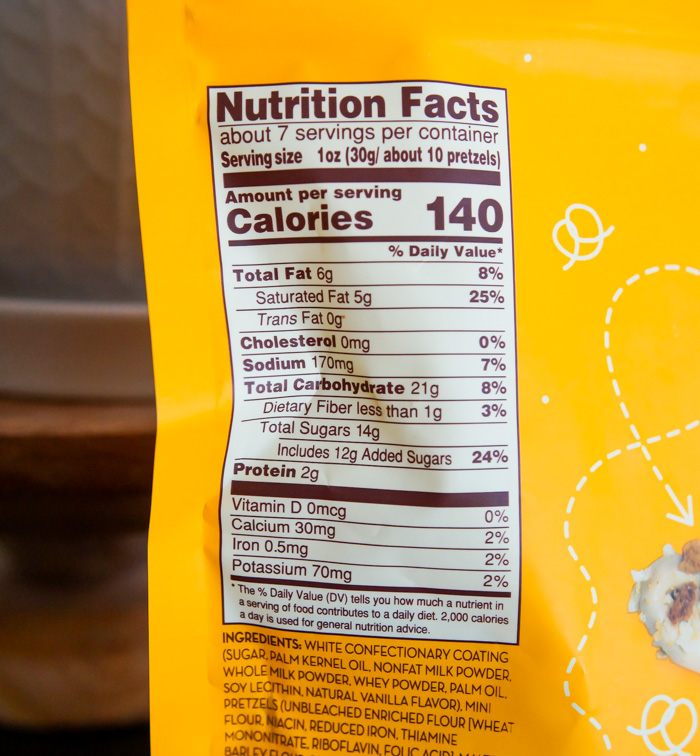 Nutrition Facts
about 7 servings per container
Serving size 1oz (30g/ about 10 pretzels)
Amount per serving
Calories 140
% Daily Value*
Total Fat 6g 8%
Saturated Fat 5g 25%
Trans Fat 0g
Cholesterol 0mg 0%
Sodium 170mg 7%
Total Carbohydrate 21g 8%
Dietary Fiber less than 1g 3%
Total Sugars 14g
Includes 12g Added Sugars 24%
Protein 2g
Vitamin D 0mcg 0%
Calcium 30mg 2%
Iron 0.5mg 2%
Potassium 70mg 2%
* The % Daily Value (DV) tells you how much a nutrient in
a serving of food contributes to a daily diet. 2,000 calories
a day is used for general nutrition advice.
INGREDIENTS: WHITE CONFECTIONARY COATING
(SUGAR, PALM KERNEL OIL, NONFAT MILK POWDER,
WHOLE MILK POWDER, WHEY POWDER, PALM OIL,
SOY LECITHIN, NATURAL VANILLA FLAVOR), MINI
PRETZELS (UNBLEACHED ENRICHED FLOUR [WHEAT
FLOUR, NIACIN, REDUCED IRON, THIAMINE
MONONITRATE, RIBOFLAVIN, FOLIC ACID],
BARLEY FLOUR